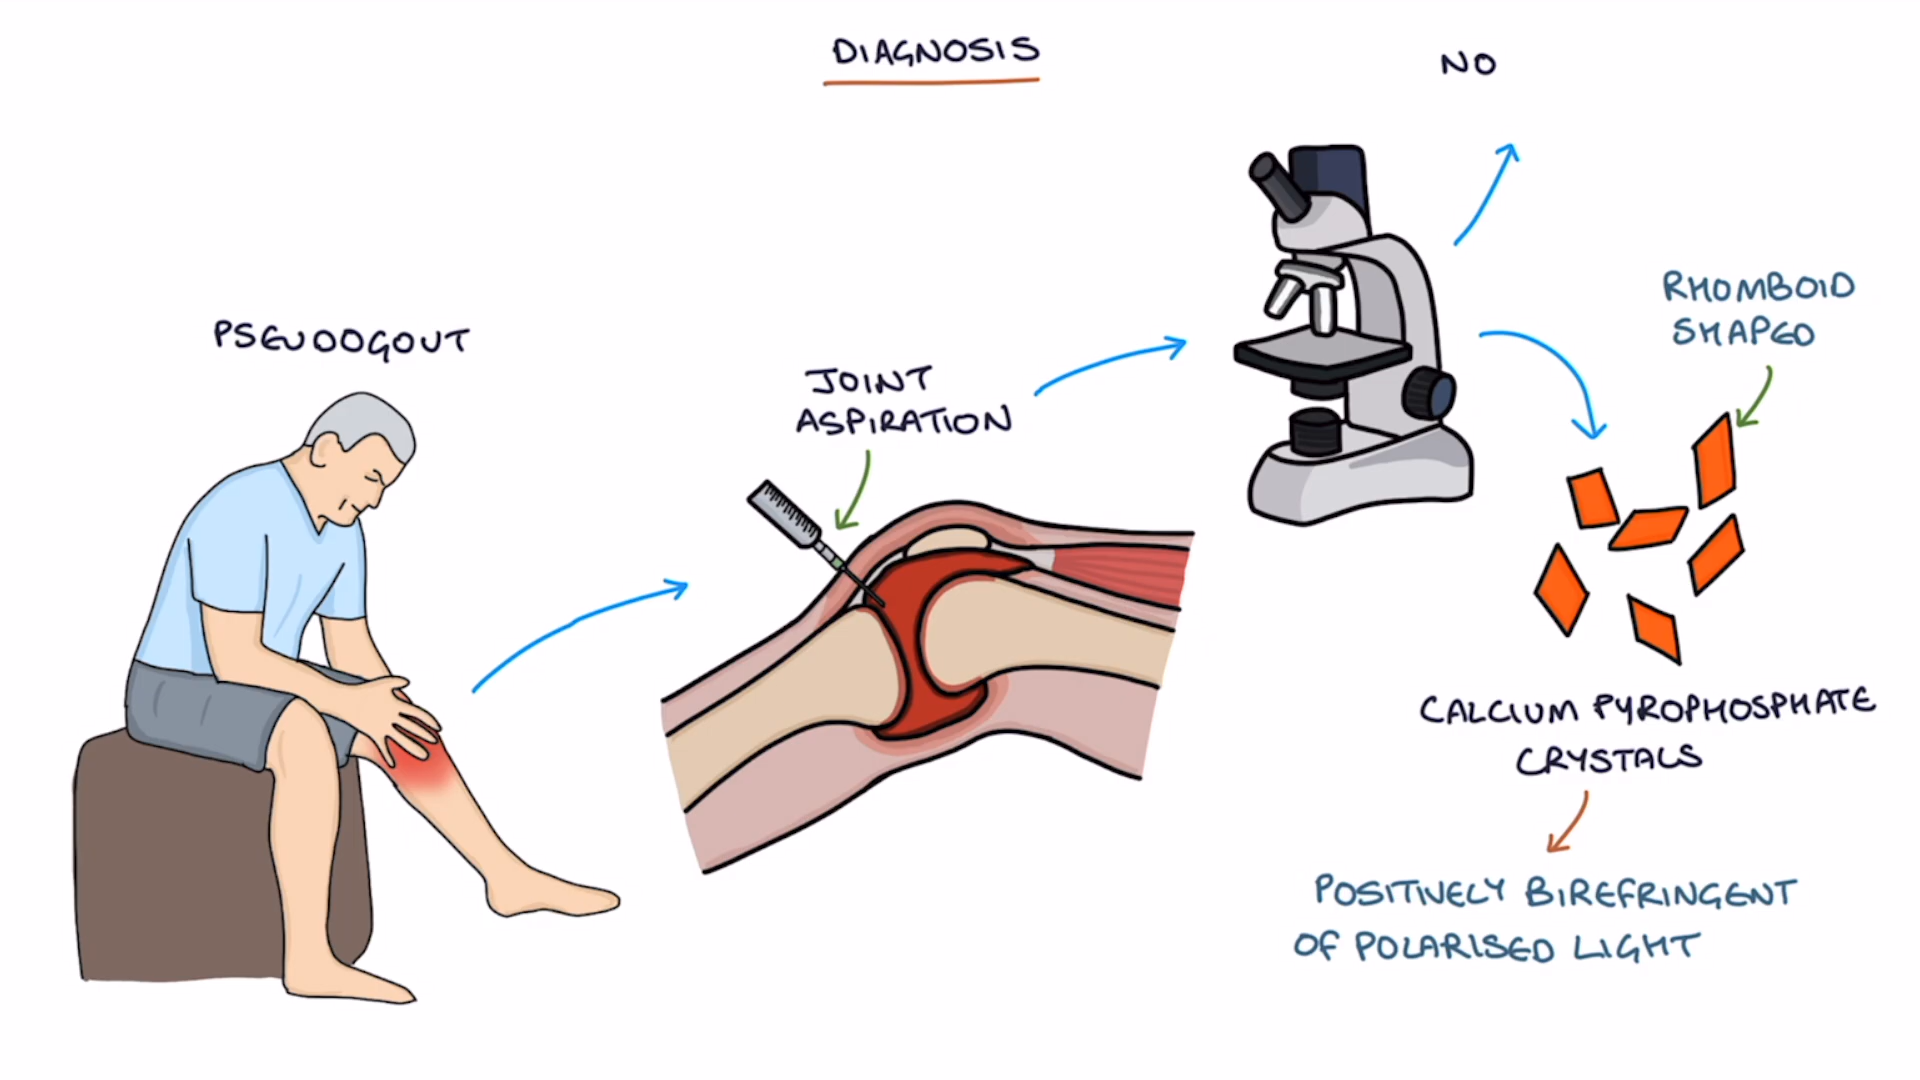 DIAGNOSIS
NO
RHOMBOID
SHAPED
PSEUDOGOUT
JOINT
ASPIRATION
CALCIUM PYROPHOSPHATE
CRYSTALS
POSITIVELY BIREFRINGENT
OF POLARISED LIGHT